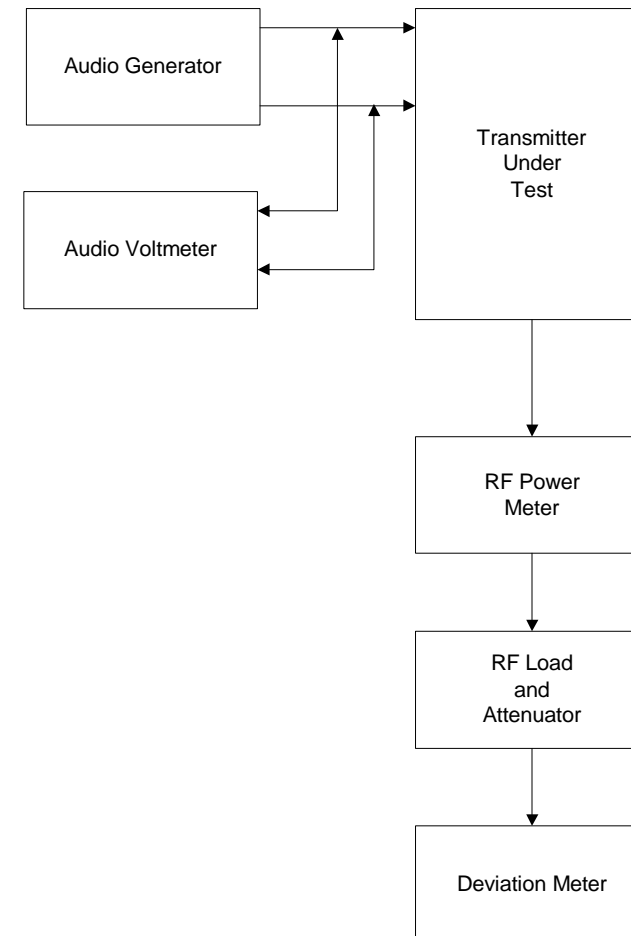 Audio Generator
Transmitter
Under
Test
Audio Voltmeter
RF Power
Meter
RF Load
and
Attenuator
Deviation Meter